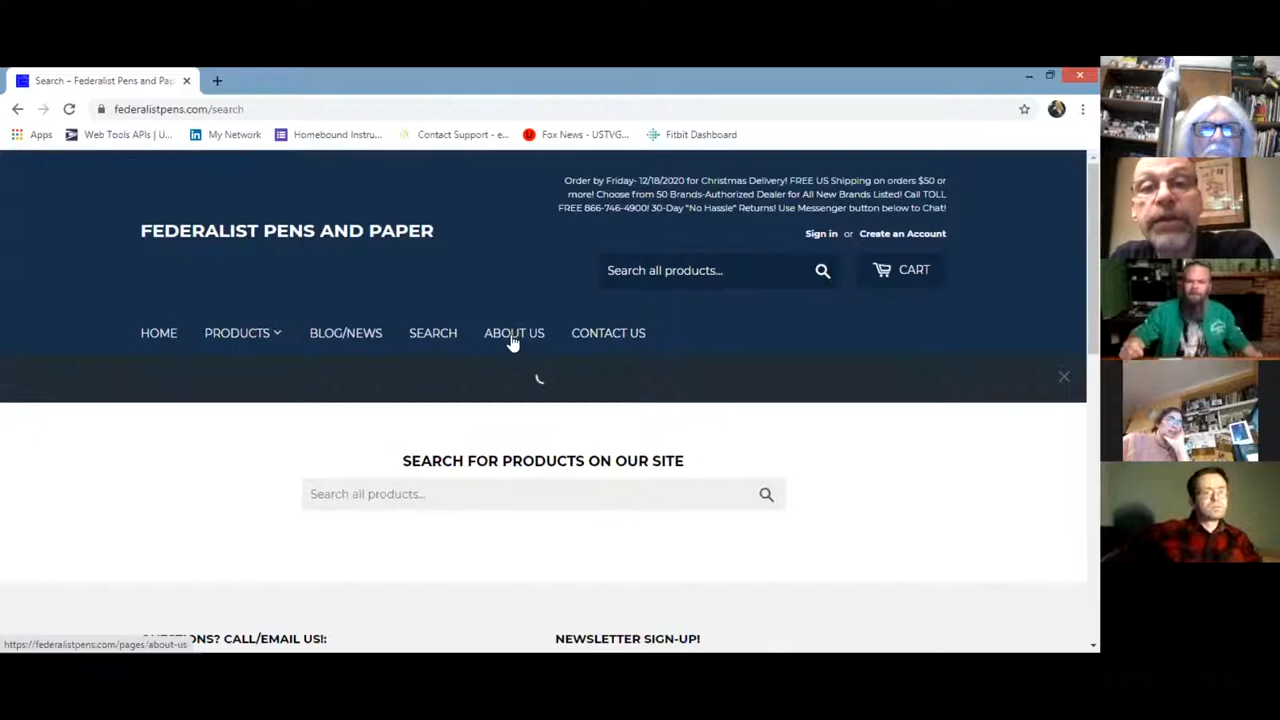 Search – Federalist Pens and Pap
federalistpens.com/search
Apps
Web Tools APIs | U...
My Network
Homebound Instru...
Contact Support - e...
Fox News - USTVG...
Fitbit Dashboard
Order by Friday- 12/18/2020 for Christmas Delivery! FREE US Shipping on orders $50 or
more! Choose from 50 Brands-Authorized Dealer for All New Brands Listed! Call TOLL
FREE 866-746-4900! 30-Day "No Hassle" Returns! Use Messenger button below to Chat!
FEDERALIST PENS AND PAPER
Sign in or Create an Account
Search all products...
CART
HOME PRODUCTS BLOG/NEWS SEARCH ABOUT US CONTACT US
SEARCH FOR PRODUCTS ON OUR SITE
Search all products...
QUESTIONS? CALL/EMAIL US!: NEWSLETTER SIGN-UP!
https://federalistpens.com/pages/about-us